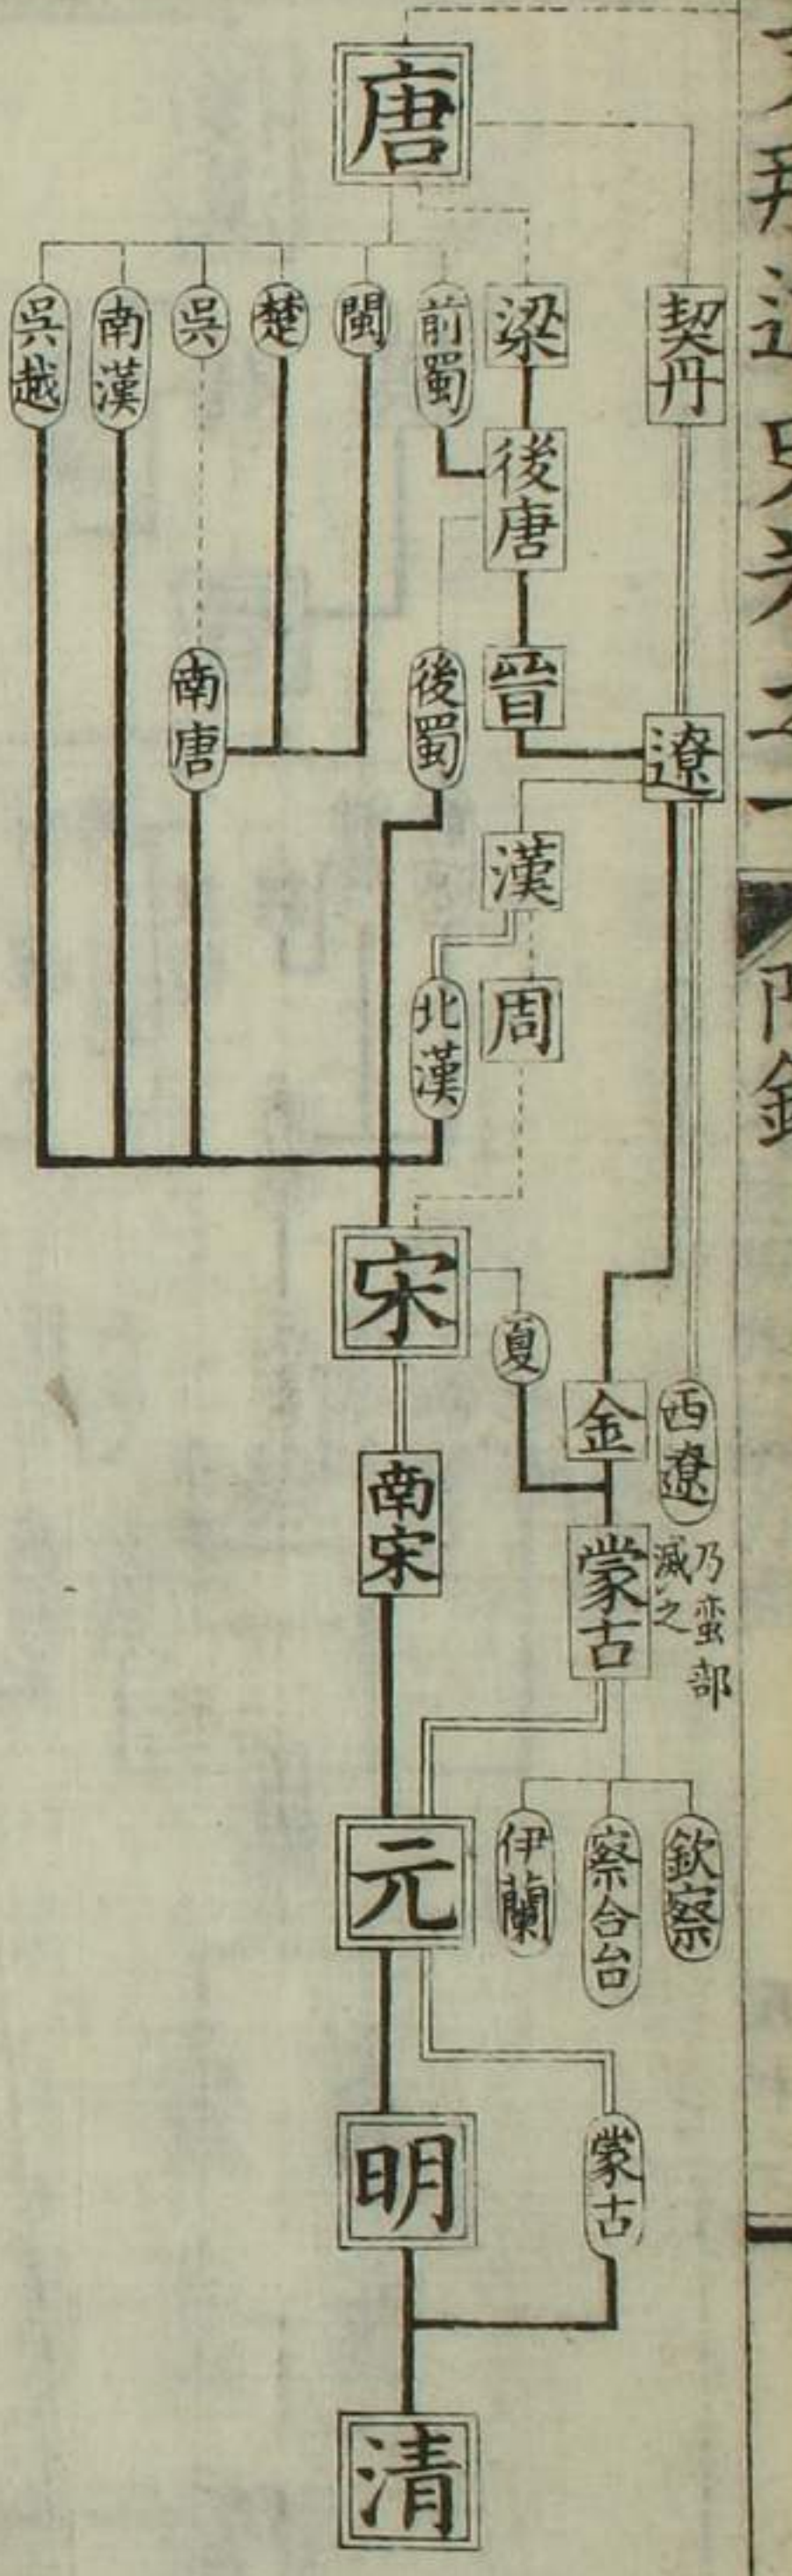 唐
契丹
梁
前蜀
閩
楚
吳
南漢
吳越
後唐
晉
後蜀
南唐
遼
漢
周
北漢
宋
夏
金
西遼
乃蛮部
滅之
南宋
蒙古
元
欽察
察合台
伊蘭
明
蒙古
清